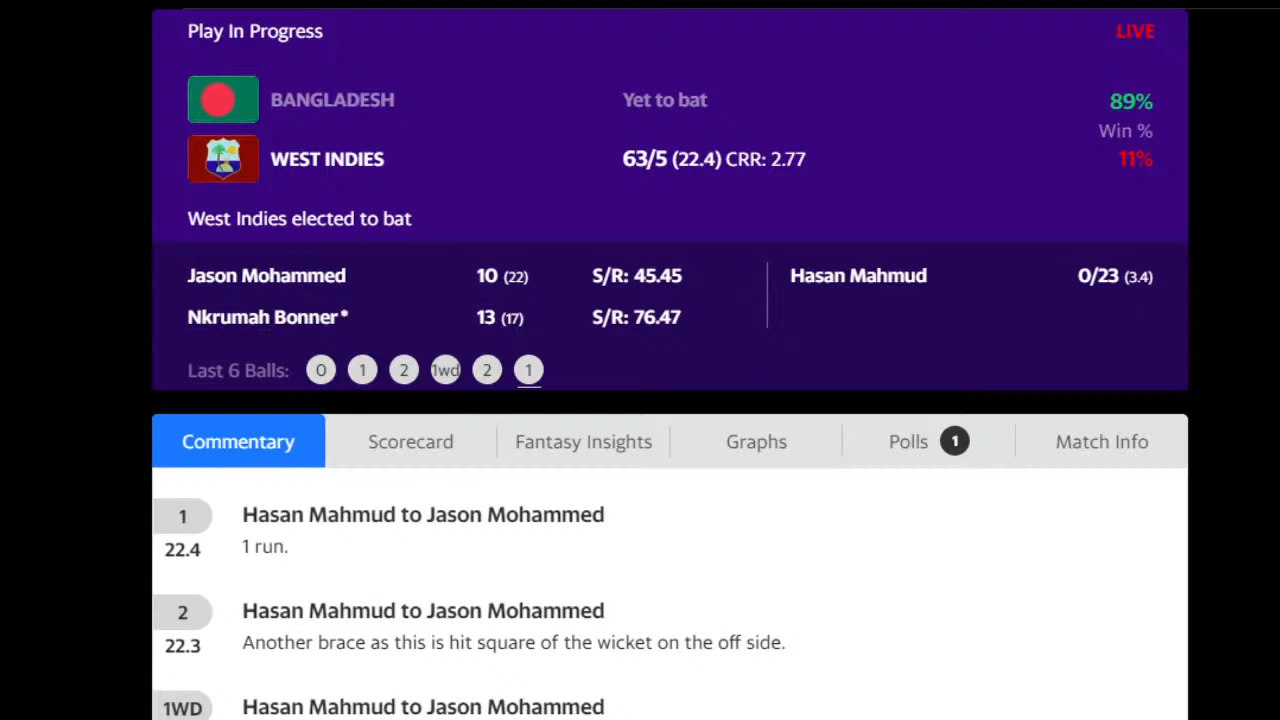 Play In Progress LIVE
BANGLADESH Yet to bat 89%
Win %
WEST INDIES 63/5 (22.4) CRR: 2.77 11%
West Indies elected to bat
Jason Mohammed 10 (22) S/R: 45.45 Hasan Mahmud 0/23 (3.4)
Nkrumah Bonner* 13 (17) S/R: 76.47
Last 6 Balls: 0 1 2 1wd 2 1
Commentary Scorecard Fantasy Insights Graphs Polls 1 Match Info
1 Hasan Mahmud to Jason Mohammed
22.4 1 run.
2 Hasan Mahmud to Jason Mohammed
22.3 Another brace as this is hit square of the wicket on the off side.
1WD Hasan Mahmud to Jason Mohammed